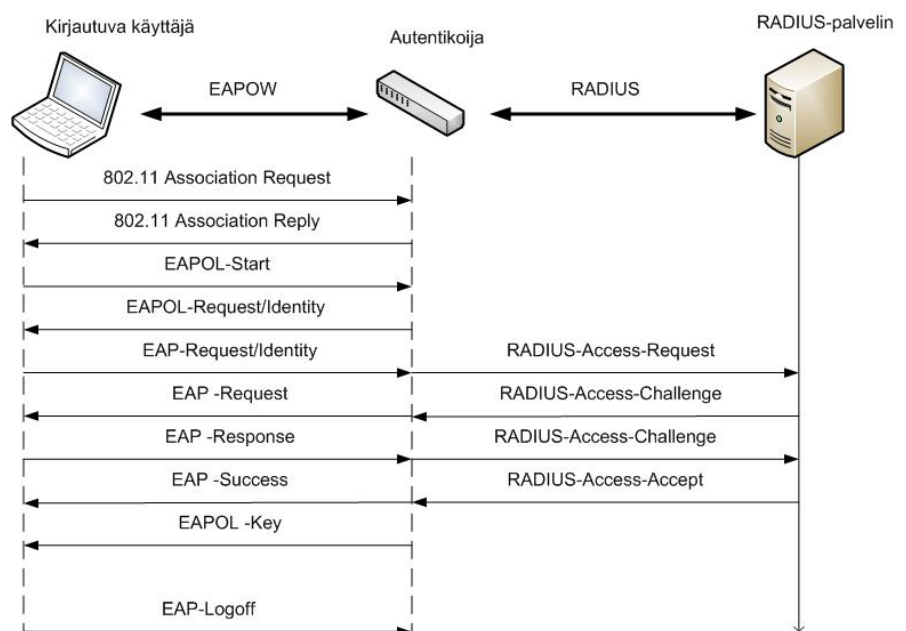 Kirjautuva käyttäjä
Autentikoija
RADIUS-palvelin
EAPOW
RADIUS
802.11 Association Request
802.11 Association Reply
EAPOL-Start
EAPOL-Request/Identity
EAP-Request/Identity
RADIUS-Access-Request
EAP -Request
RADIUS-Access-Challenge
EAP -Response
RADIUS-Access-Challenge
EAP -Success
RADIUS-Access-Accept
EAPOL -Key
EAP-Logoff